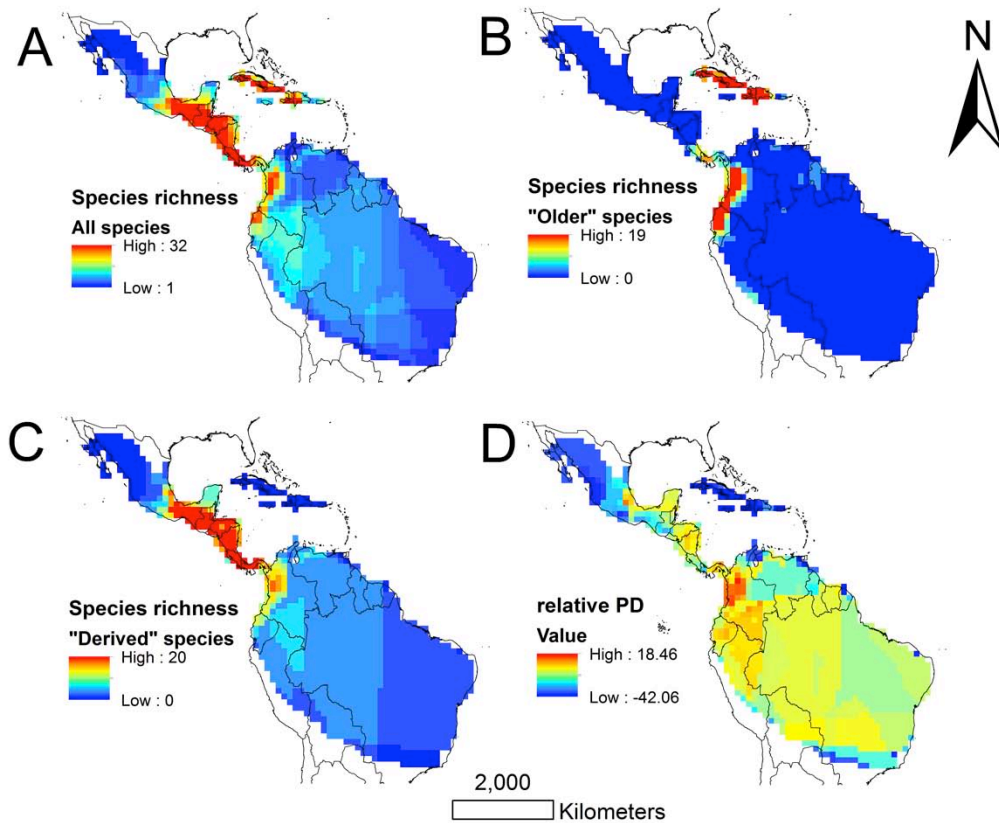 A
Species richness
All species
High : 32
Low : 1
B
N
Species richness
"Older" species
High : 19
Low : 0
C
Species richness
"Derived" species
High : 20
Low : 0
D
relative PD
Value
High : 18.46
Low : -42.06
2,000
Kilometers